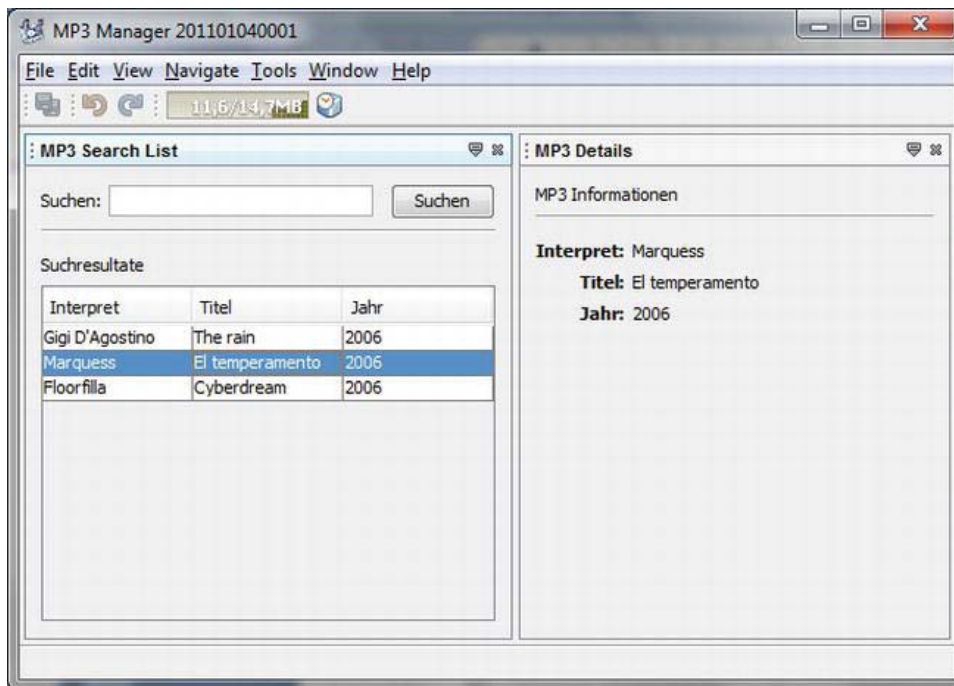 MP3 Manager 201101040001
File Edit View Navigate Tools Window Help
11,6/14,7MB
MP3 Search List
Suchen: Suchen
Suchresultate
Interpret Titel Jahr
Gigi D'Agostino The rain 2006
Marquess El temperamento 2006
Floorfilla Cyberdream 2006
MP3 Details
MP3 Informationen
Interpret: Marquess
Titel: El temperamento
Jahr: 2006